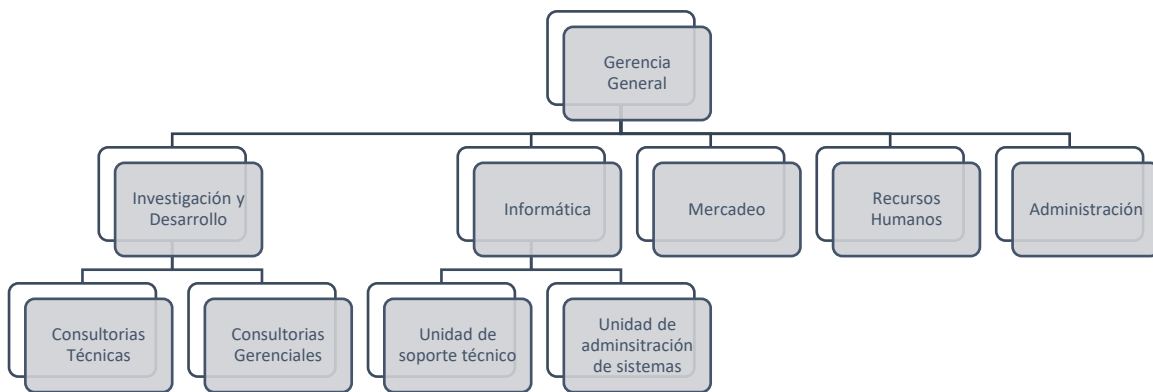 Gerencia
General
Investigación y
Desarrollo
Informática
Mercadeo
Recursos
Humanos
Administración
Consultorias
Técnicas
Consultorias
Gerenciales
Unidad de
soporte técnico
Unidad de
adminsitración
de sistemas